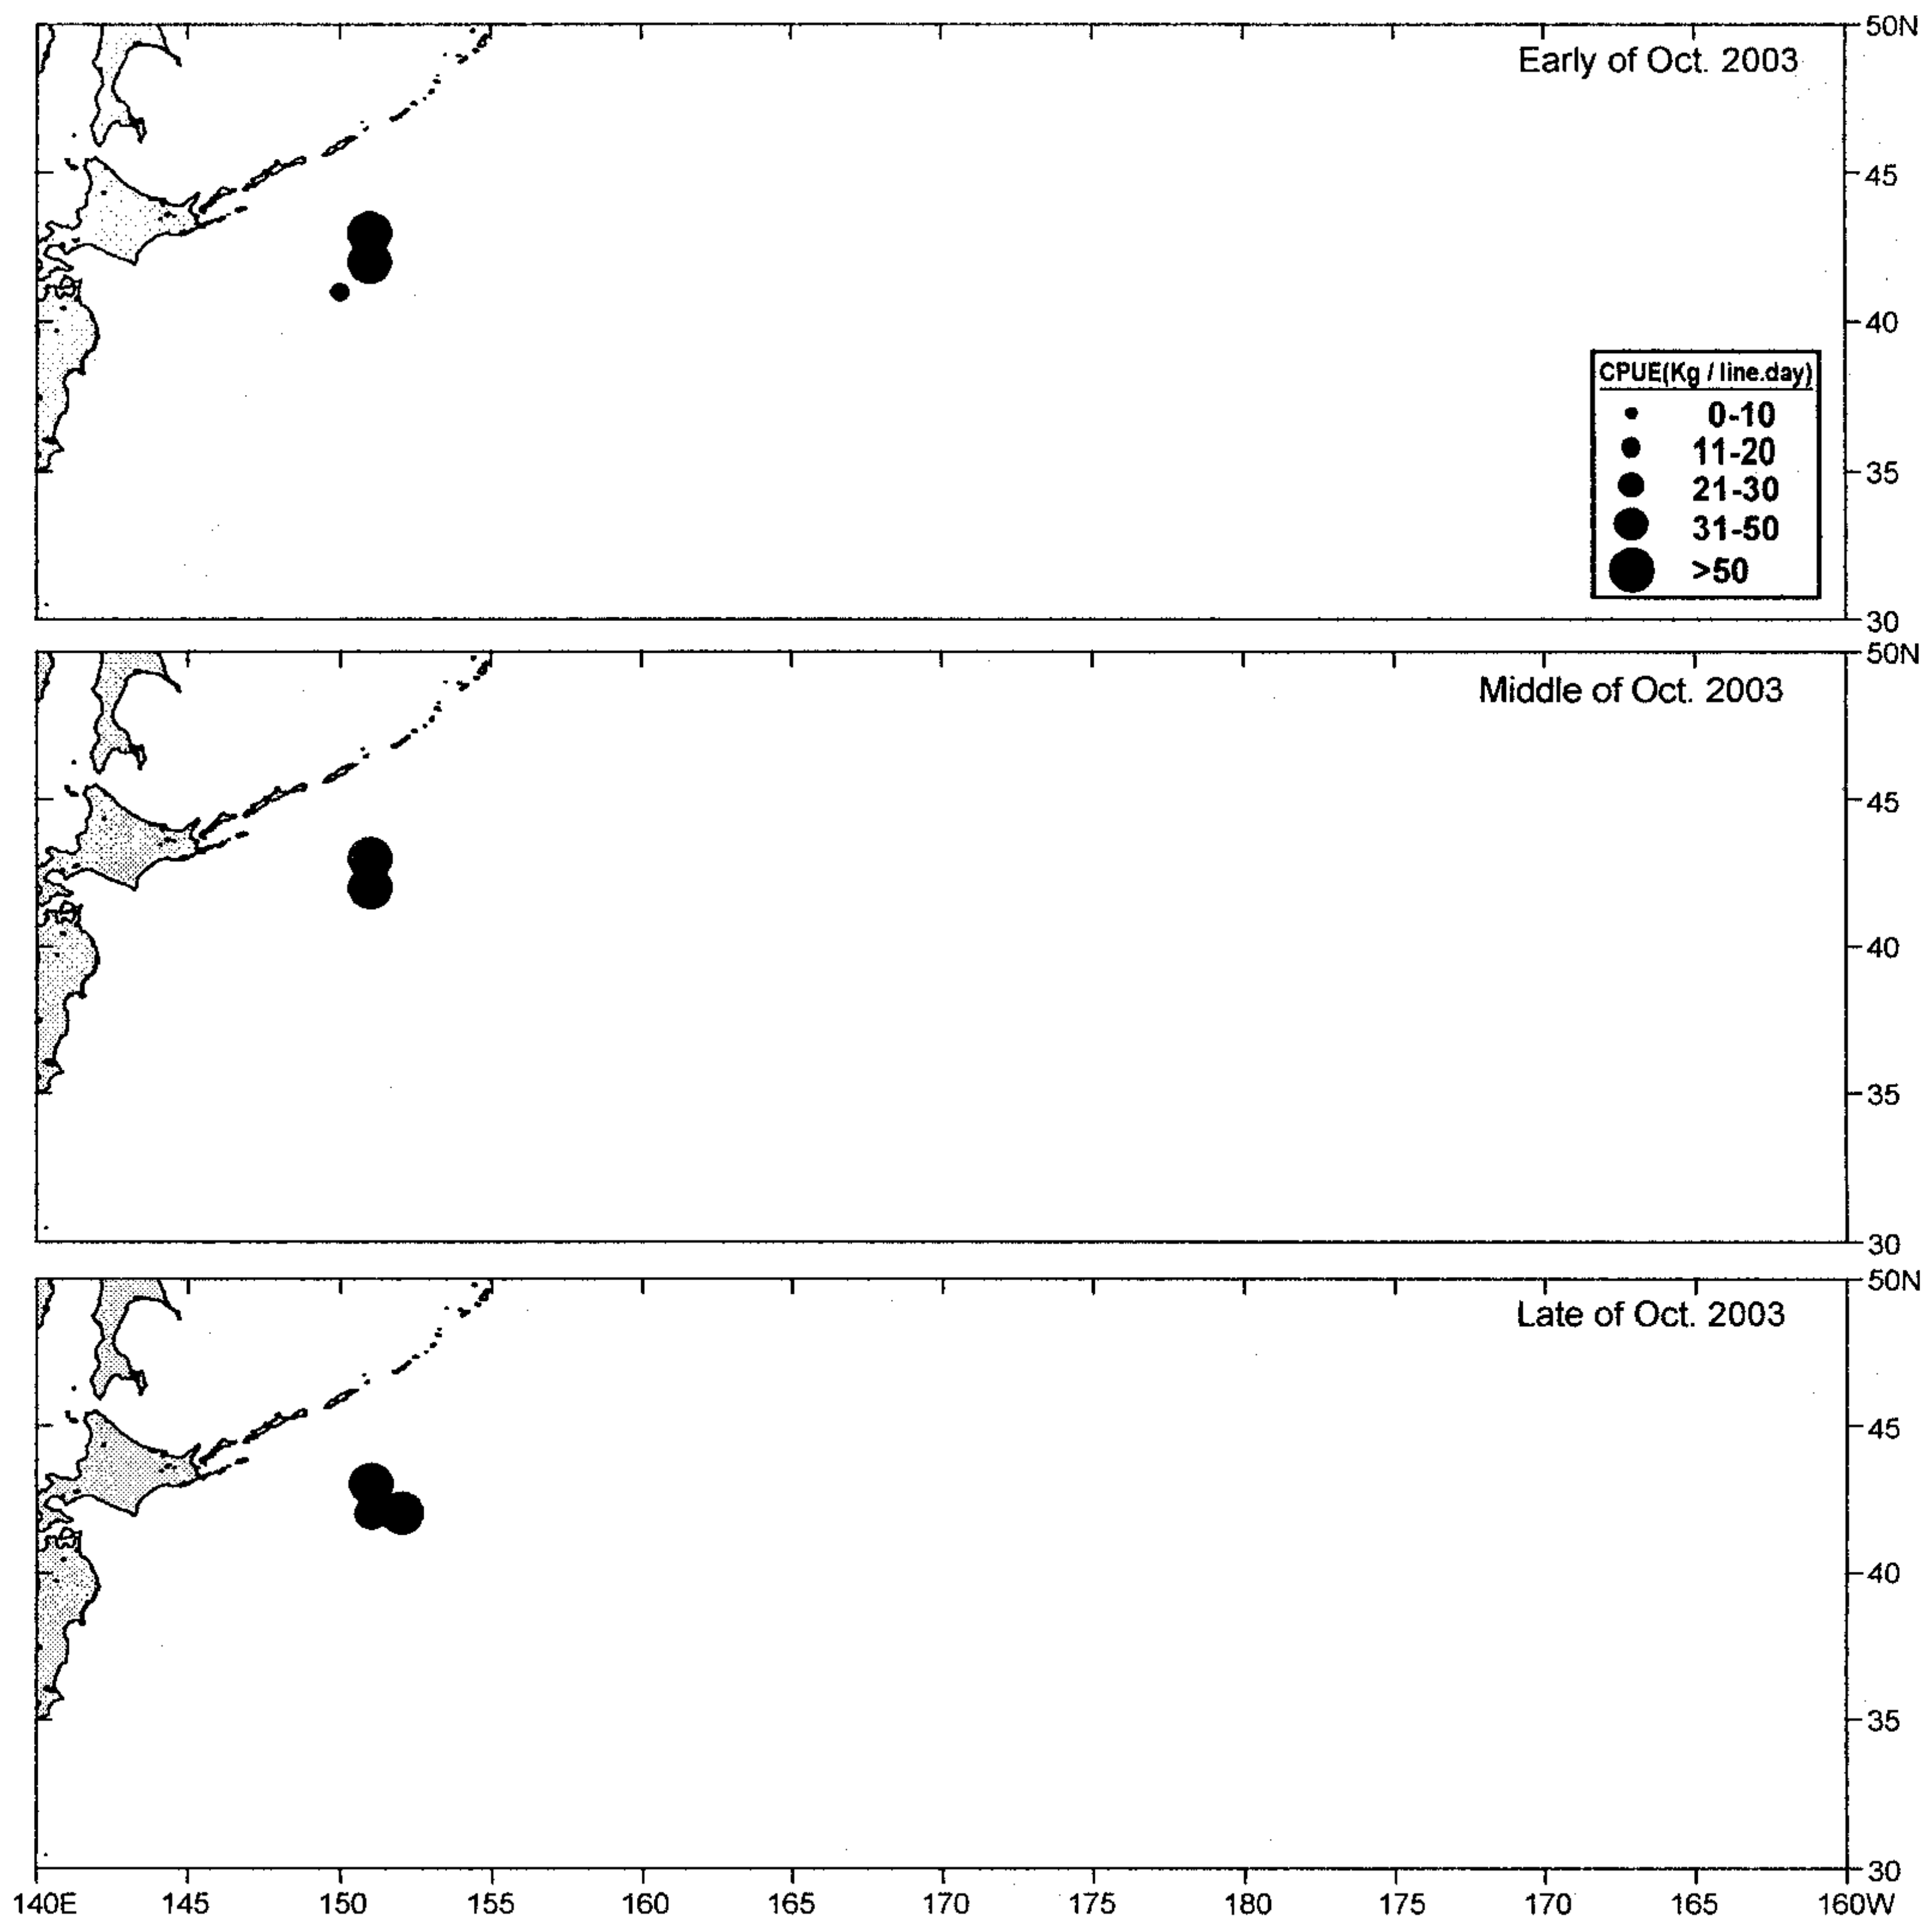 50N
Early of Oct. 2003
45
40
CPUE(Kg / line.day)
0-10
11-20
21-30
31-50
>50
35
30
50N
Middle of Oct. 2003
45
40
35
30
50N
Late of Oct. 2003
45
40
35
30
140E 145 150 155 160 165 170 175 180 175 170 165 160W